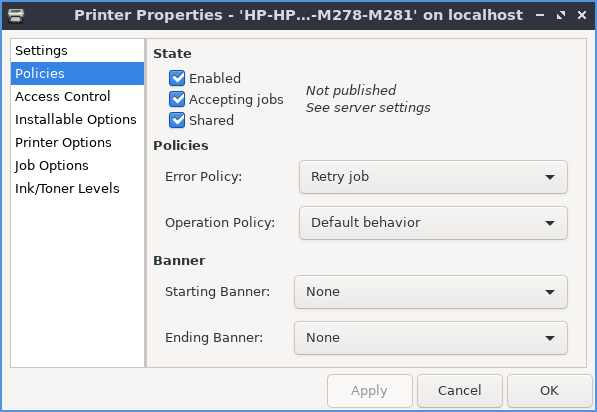 Printer Properties - 'HP-HP...-M278-M281' on localhost
Settings
Policies
Access Control
Installable Options
Printer Options
Job Options
Ink/Toner Levels
State
Enabled
Accepting jobs
Shared
Not published
See server settings
Policies
Error Policy: Retry job
Operation Policy: Default behavior
Banner
Starting Banner: None
Ending Banner: None
Apply Cancel OK